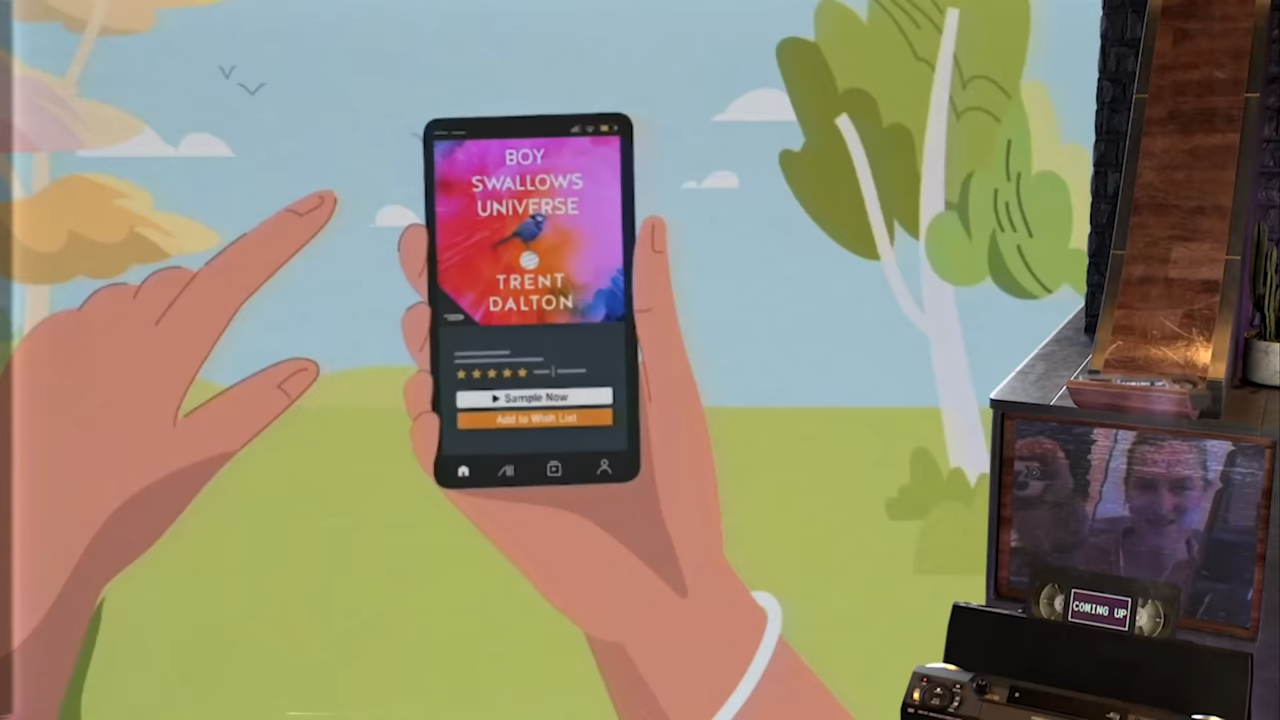 BOY
SWALLOWS
UNIVERSE
TRENT
DALTON
Sample Now
Add to Wish List
COMING UP